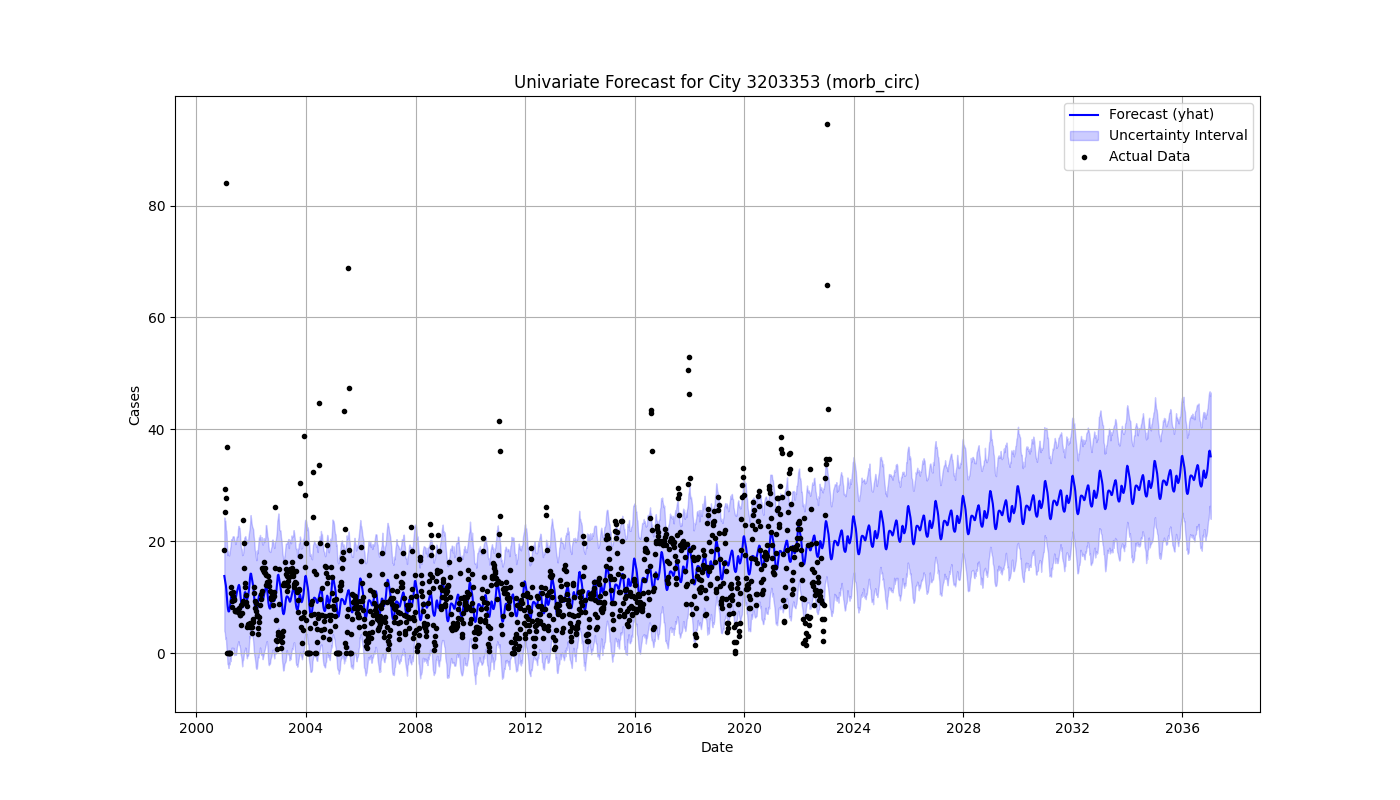 Univariate Forecast for City 3203353 (morb_circ)
Forecast (yhat)
Uncertainty Interval
Actual Data
Cases
80
60
40
20
0
2000 2004 2008 2012 2016 2020 2024 2028 2032 2036
Date